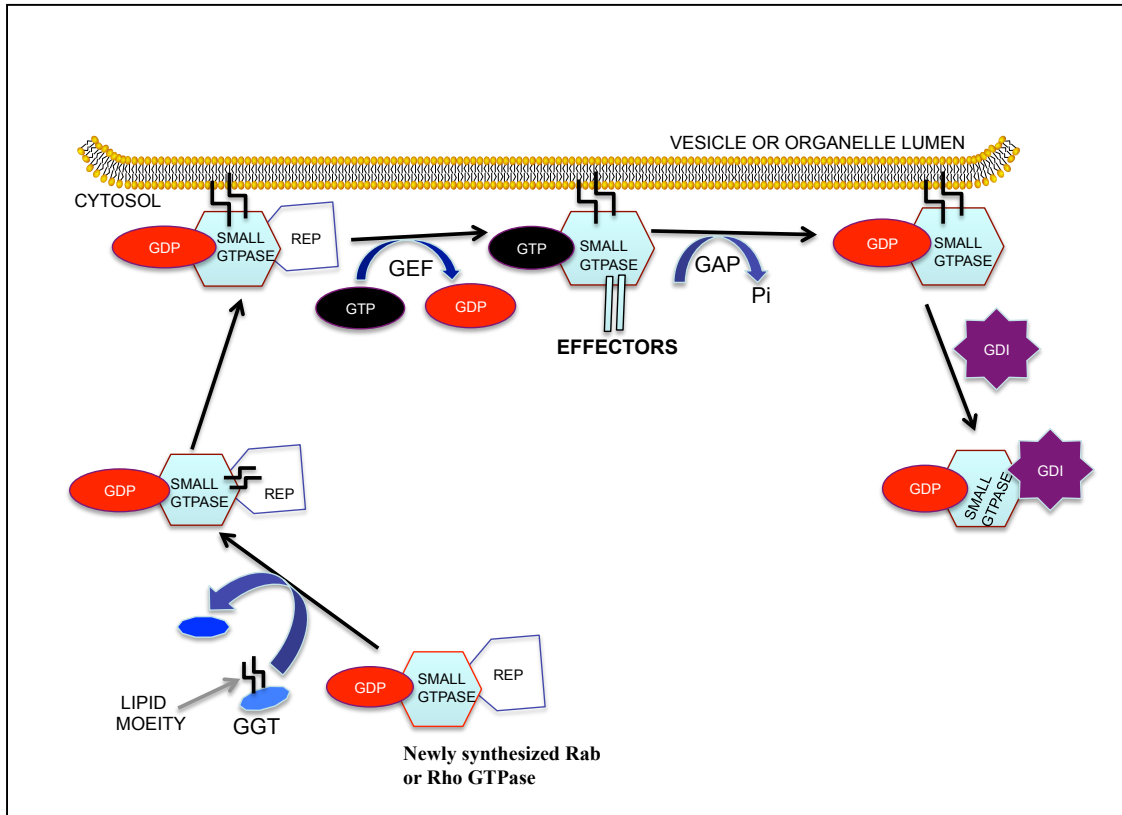 VESICLE OR ORGANELLE LUMEN
CYTOSOL
GDP
SMALL
GTPASE
REP
GEF
GTP
GDP
GTP
SMALL
GTPASE
EFFECTORS
GAP
Pi
GDP
SMALL
GTPASE
GDI
GDP
SMALL
GTPASE
GDI
GDP
SMALL
GTPASE
REP
LIPID
MOEITY
GGT
GDP
SMALL
GTPASE
REP
Newly synthesized Rab
or Rho GTPase